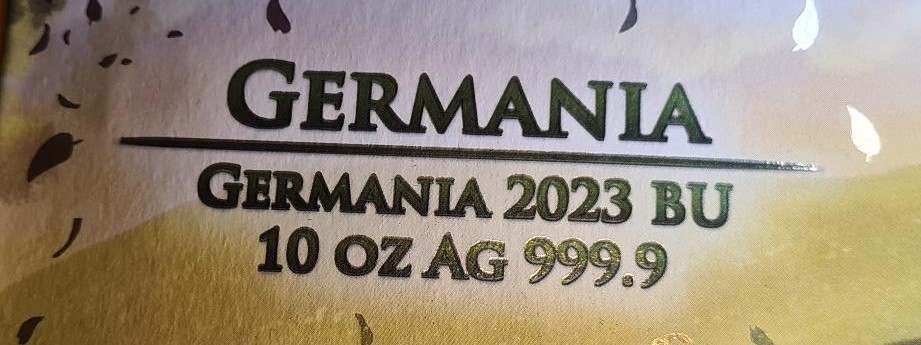 GERMANIA
GERMANIA 2023 BU
10 OZ AG 999.9